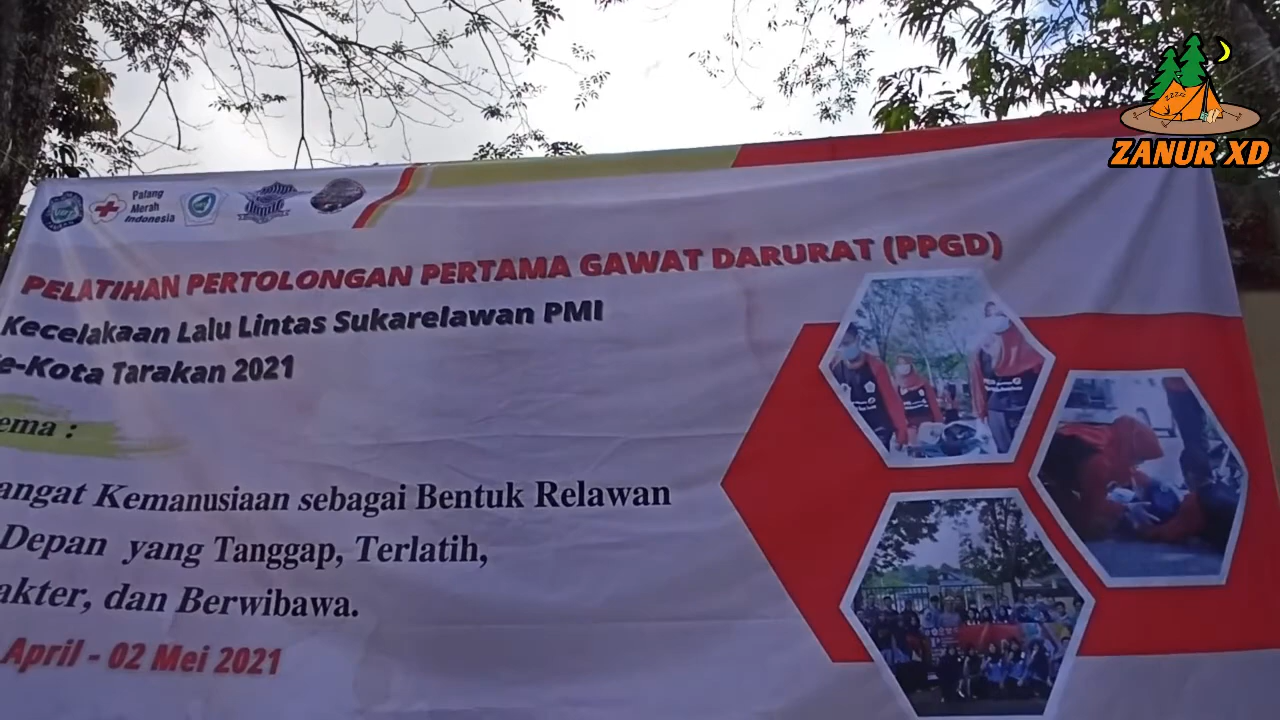 ZANUR XD
Palang
Merah
Indonesia
PELATIHAN PERTOLONGAN PERTAMA GAWAT DARURAT (PPGD)
Kecelakaan Lalu Lintas Sukarelawan PMI
e-Kota Tarakan 2021
ema :
angat Kemanusiaan sebagai Bentuk Relawan
Depan yang Tanggap, Terlatih,
akter, dan Berwibawa.
April - 02 Mei 2021